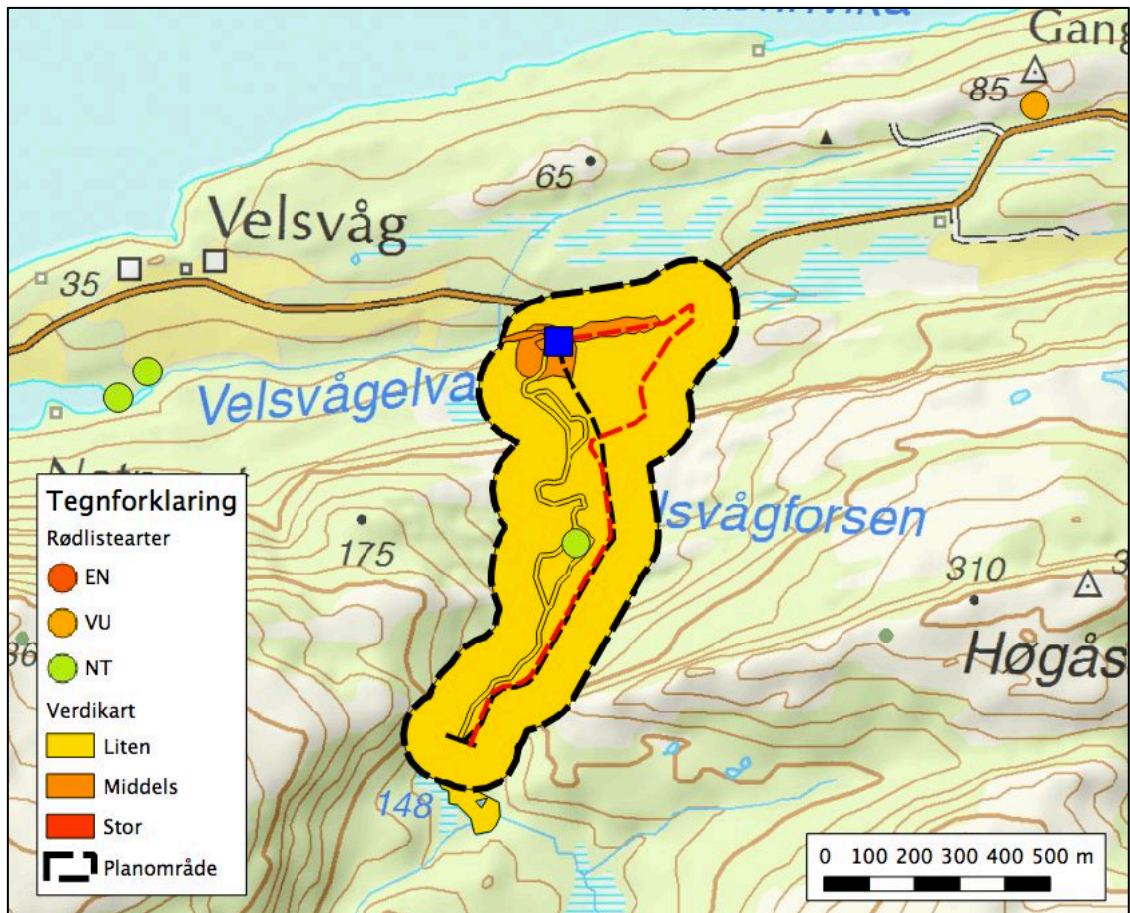 Gang
85
65
Velsvåg
35
Velsvågelva
lsvågforsen
175
310
Høgås
148
Tegnforklaring
Rødlistearter
EN
VU
NT
Verdikart
Liten
Middels
Stor
Planområde
0 100 200 300 400 500 m